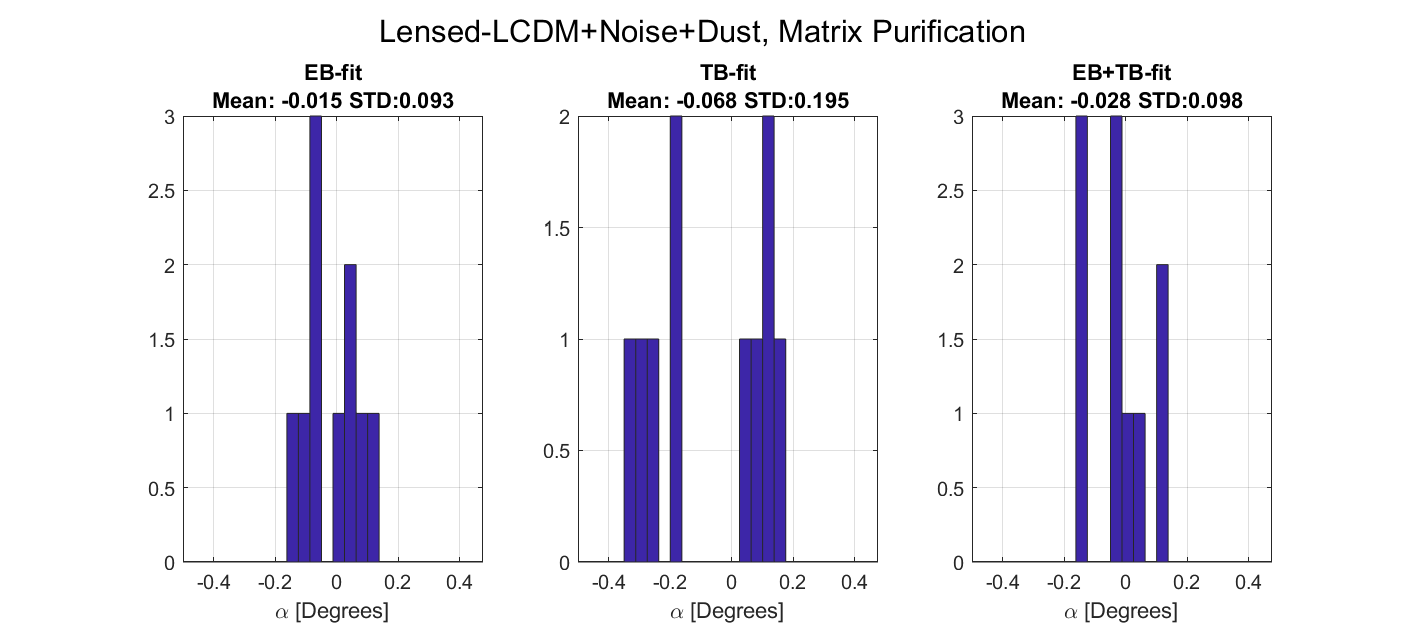 Lensed-LCDM+Noise+Dust, Matrix Purification
EB-fit
Mean: -0.015 STD:0.093
3
2.5
2
1.5
1
0.5
0
-0.4 -0.2 0 0.2 0.4
α [Degrees]
TB-fit
Mean: -0.068 STD:0.195
2
1.5
1
0.5
0
-0.4 -0.2 0 0.2 0.4
α [Degrees]
EB+TB-fit
Mean: -0.028 STD:0.098
3
2.5
2
1.5
1
0.5
0
-0.4 -0.2 0 0.2 0.4
α [Degrees]